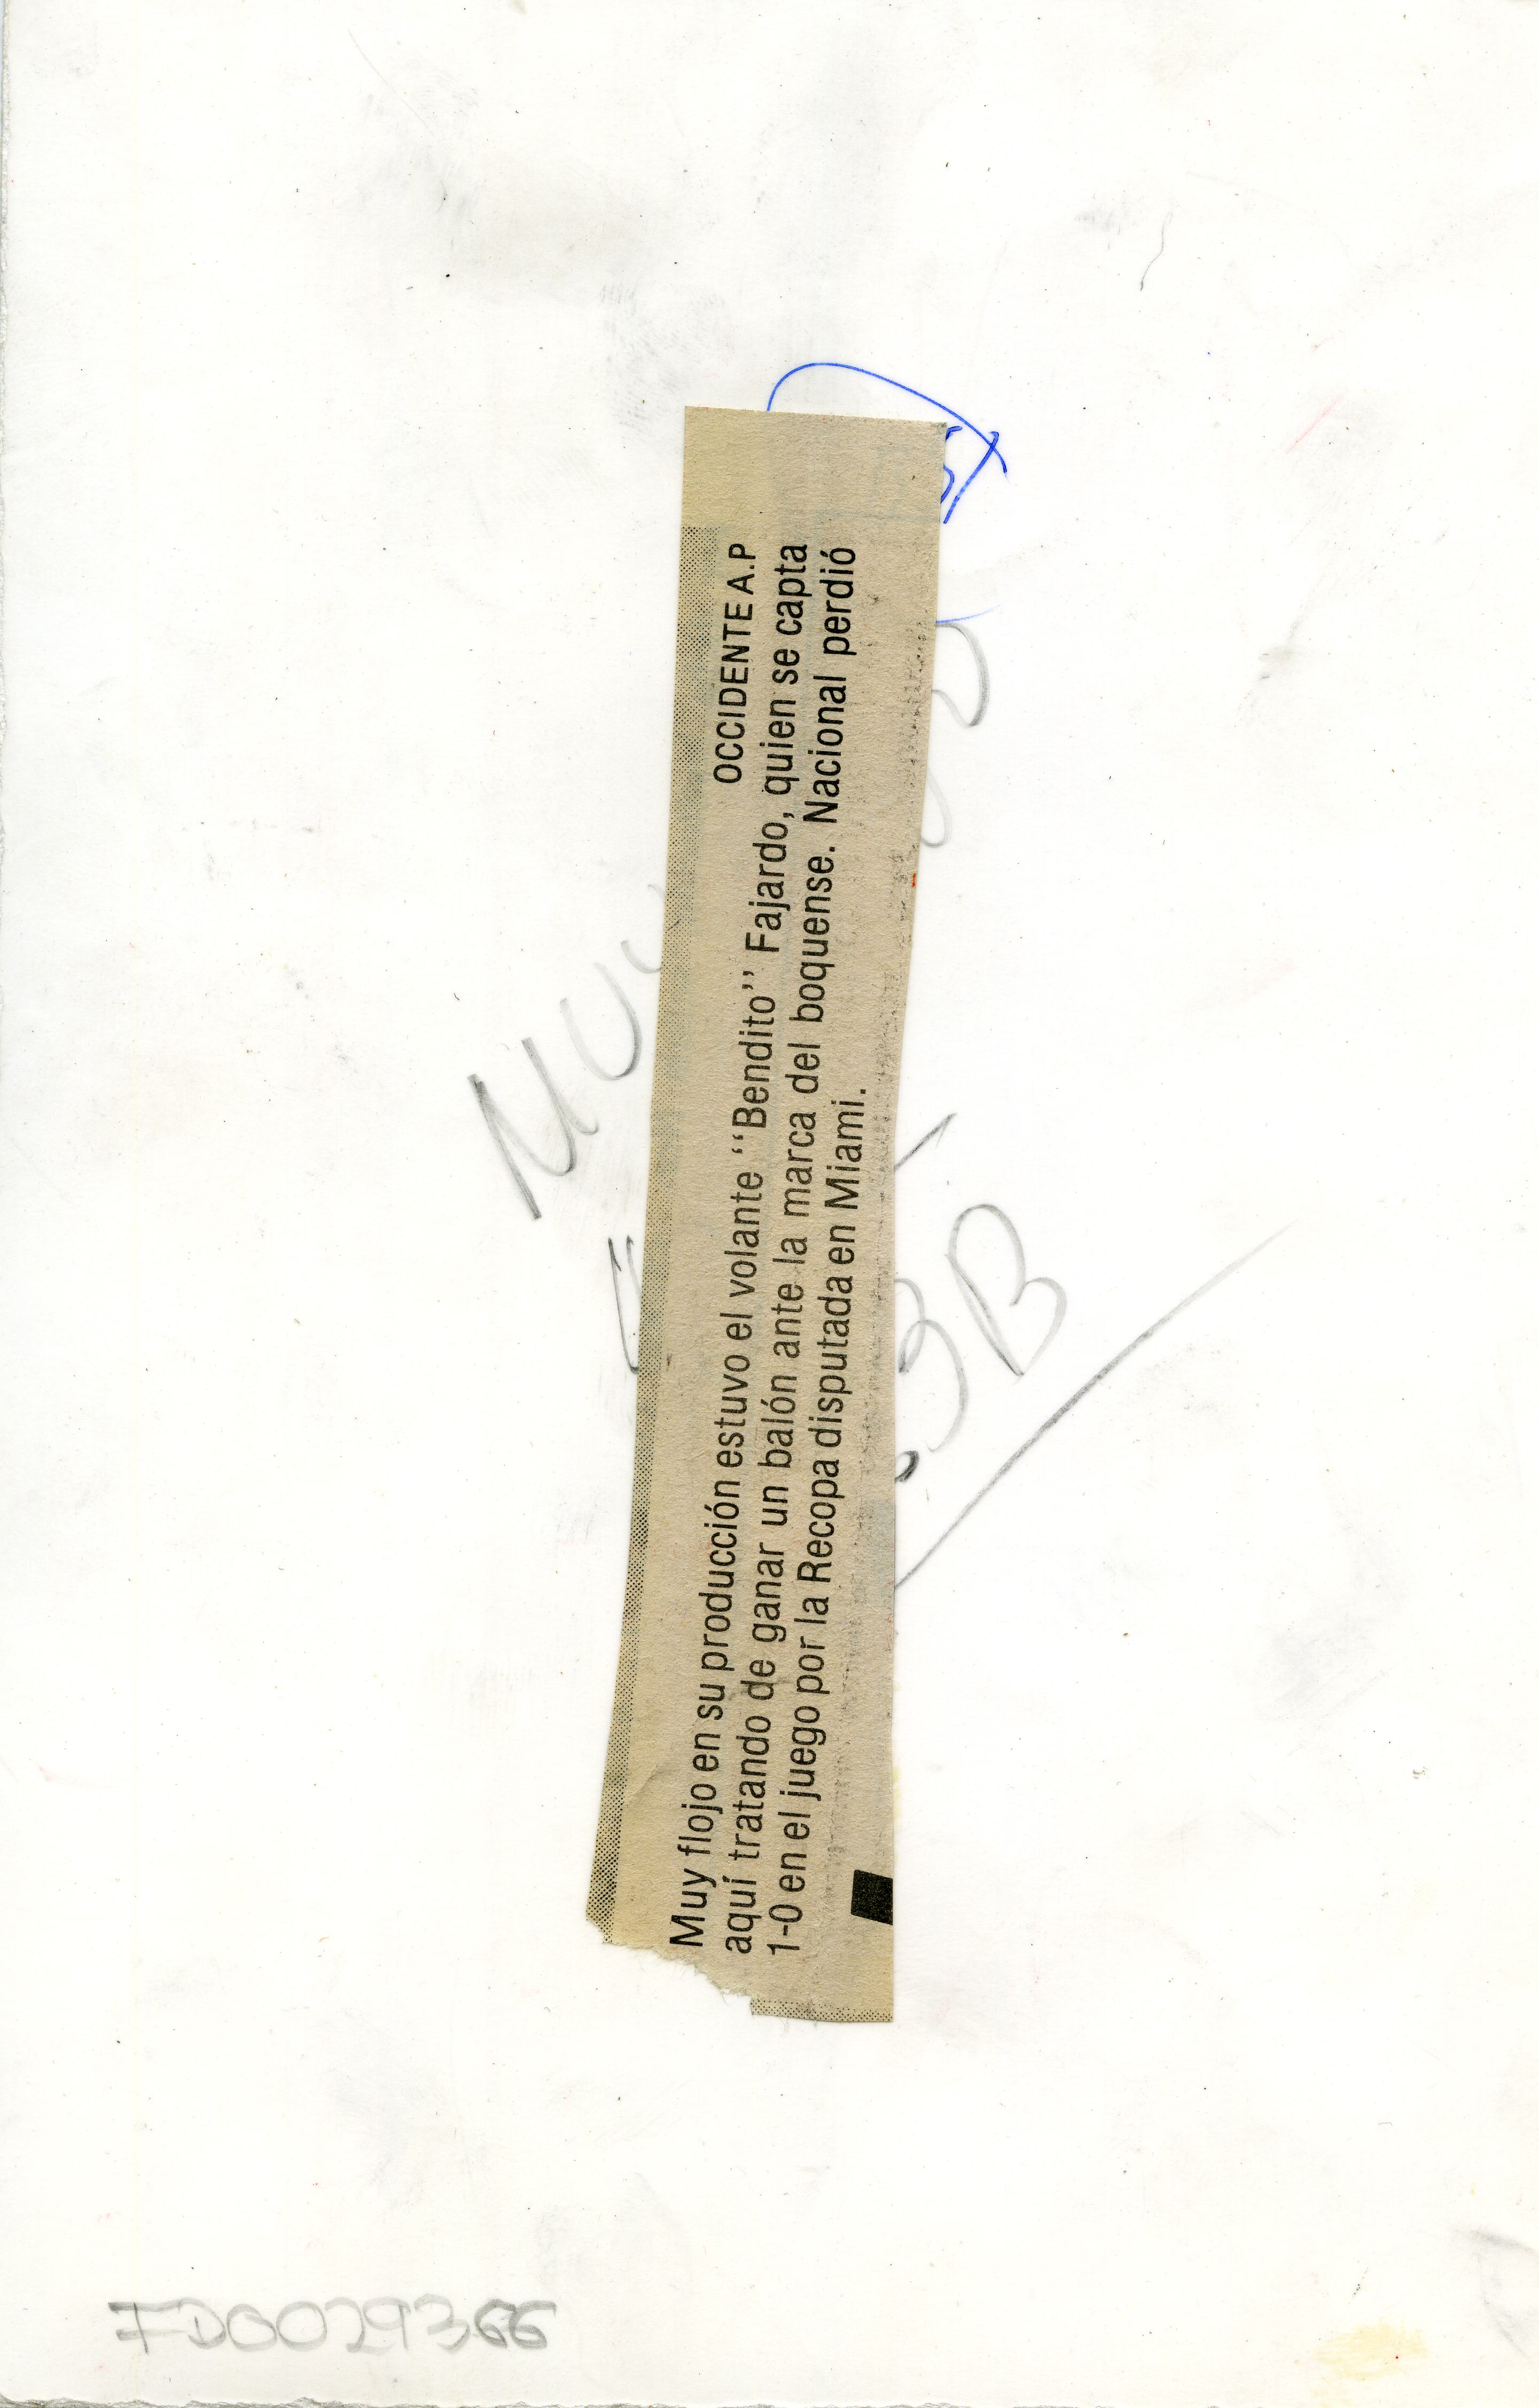 OCCIDENTE A.P
Muy flojo en su producción estuvo el volante ‘‘Bendito’’ Fajardo, quien se capta
aquí tratando de ganar un balón ante la marca del boquense. Nacional perdió
1-0 en el juego por la Recopa disputada en Miami.
3B
FD0029366